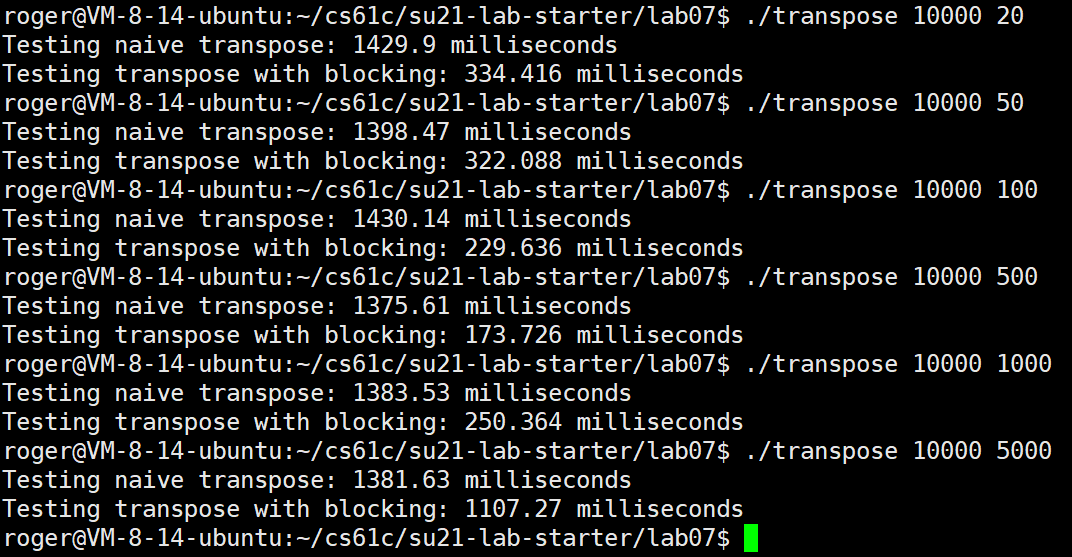 roger@VM-8-14-ubuntu:~/cs61c/su21-lab-starter/lab07$ ./transpose 10000 20
Testing naive transpose: 1429.9 milliseconds
Testing transpose with blocking: 334.416 milliseconds
roger@VM-8-14-ubuntu:~/cs61c/su21-lab-starter/lab07$ ./transpose 10000 50
Testing naive transpose: 1398.47 milliseconds
Testing transpose with blocking: 322.088 milliseconds
roger@VM-8-14-ubuntu:~/cs61c/su21-lab-starter/lab07$ ./transpose 10000 100
Testing naive transpose: 1430.14 milliseconds
Testing transpose with blocking: 229.636 milliseconds
roger@VM-8-14-ubuntu:~/cs61c/su21-lab-starter/lab07$ ./transpose 10000 500
Testing naive transpose: 1375.61 milliseconds
Testing transpose with blocking: 173.726 milliseconds
roger@VM-8-14-ubuntu:~/cs61c/su21-lab-starter/lab07$ ./transpose 10000 1000
Testing naive transpose: 1383.53 milliseconds
Testing transpose with blocking: 250.364 milliseconds
roger@VM-8-14-ubuntu:~/cs61c/su21-lab-starter/lab07$ ./transpose 10000 5000
Testing naive transpose: 1381.63 milliseconds
Testing transpose with blocking: 1107.27 milliseconds
roger@VM-8-14-ubuntu:~/cs61c/su21-lab-starter/lab07$